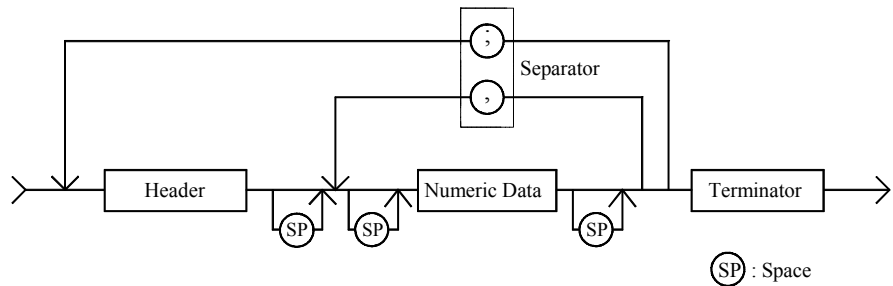 ;
Separator
,
Header
Numeric Data
Terminator
SP
SP
SP
SP : Space